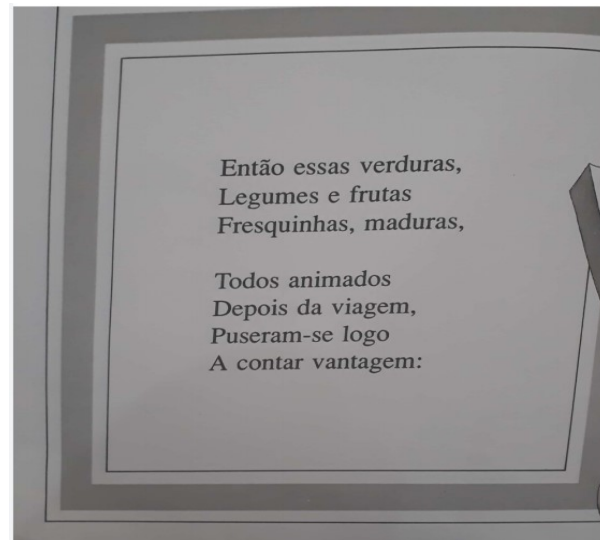 Então essas verduras,
Legumes e frutas
Fresquinhas, maduras,
Todos animados
Depois da viagem,
Puseram-se logo
A contar vantagem: